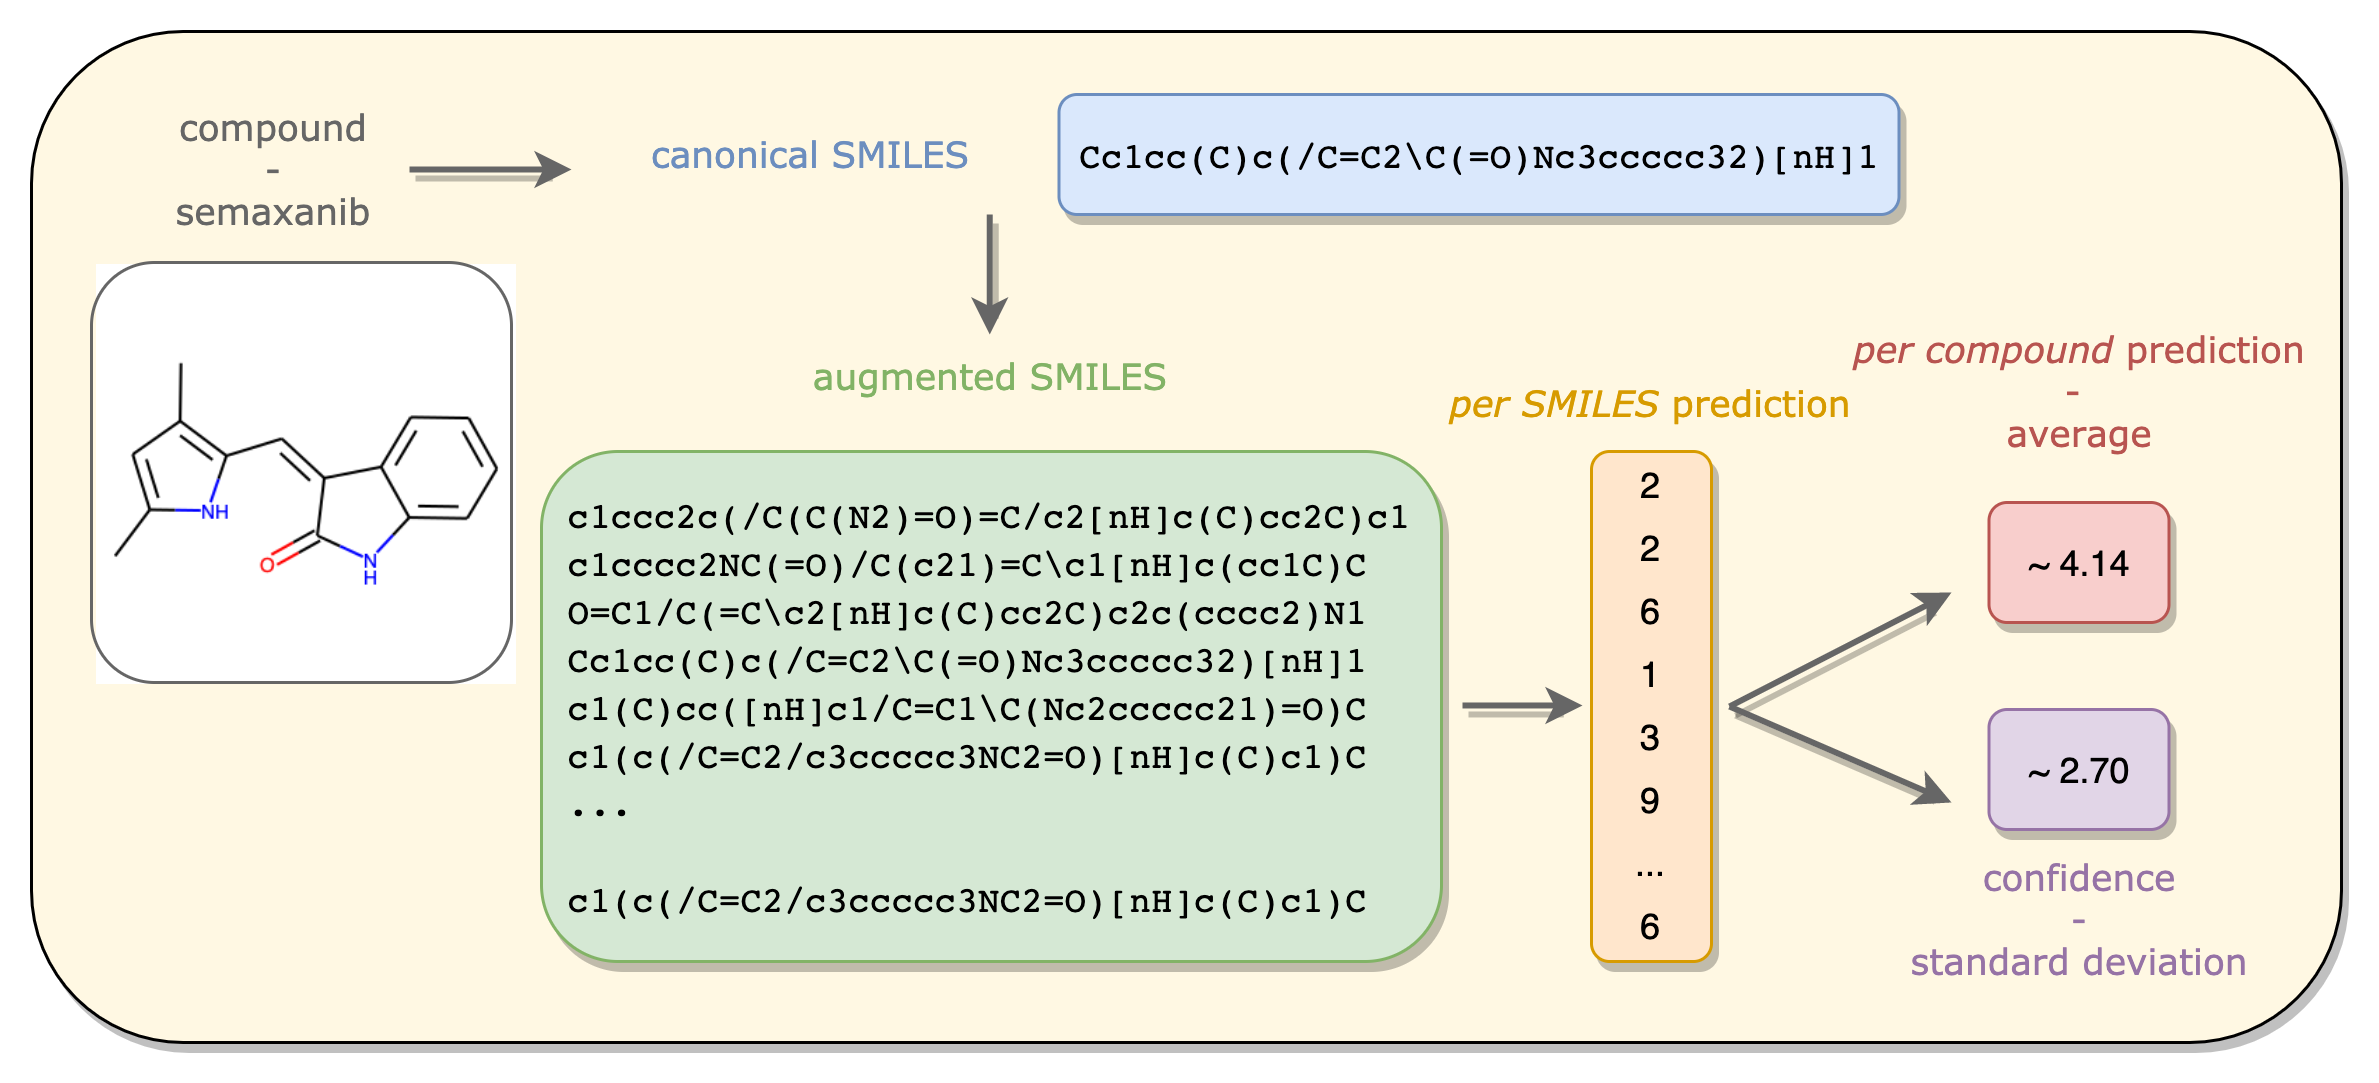 compound
-
semaxanib
canonical SMILES
Cc1cc(C)c(/C=C2\C(=O)Nc3ccccc32)[nH]1
NH
O
N
H
augmented SMILES
c1ccc2c(/C(C(N2)=O)=C/c2[nH]c(C)cc2C)c1
c1cccc2NC(=O)/C(c21)=C\c1[nH]c(cc1C)C
O=C1/C(=C\c2[nH]c(C)cc2C)c2c(cccc2)N1
Cc1cc(C)c(/C=C2\C(=O)Nc3ccccc32)[nH]1
c1(C)cc([nH]c1/C=C1\C(Nc2ccccc21)=O)C
c1(c(/C=C2/c3ccccc3NC2=O)[nH]c(C)c1)C
...
c1(c(/C=C2/c3ccccc3NC2=O)[nH]c(C)c1)C
per SMILES prediction
2
2
6
1
3
9
...
6
per compound prediction
-
average
~ 4.14
~ 2.70
confidence
-
standard deviation